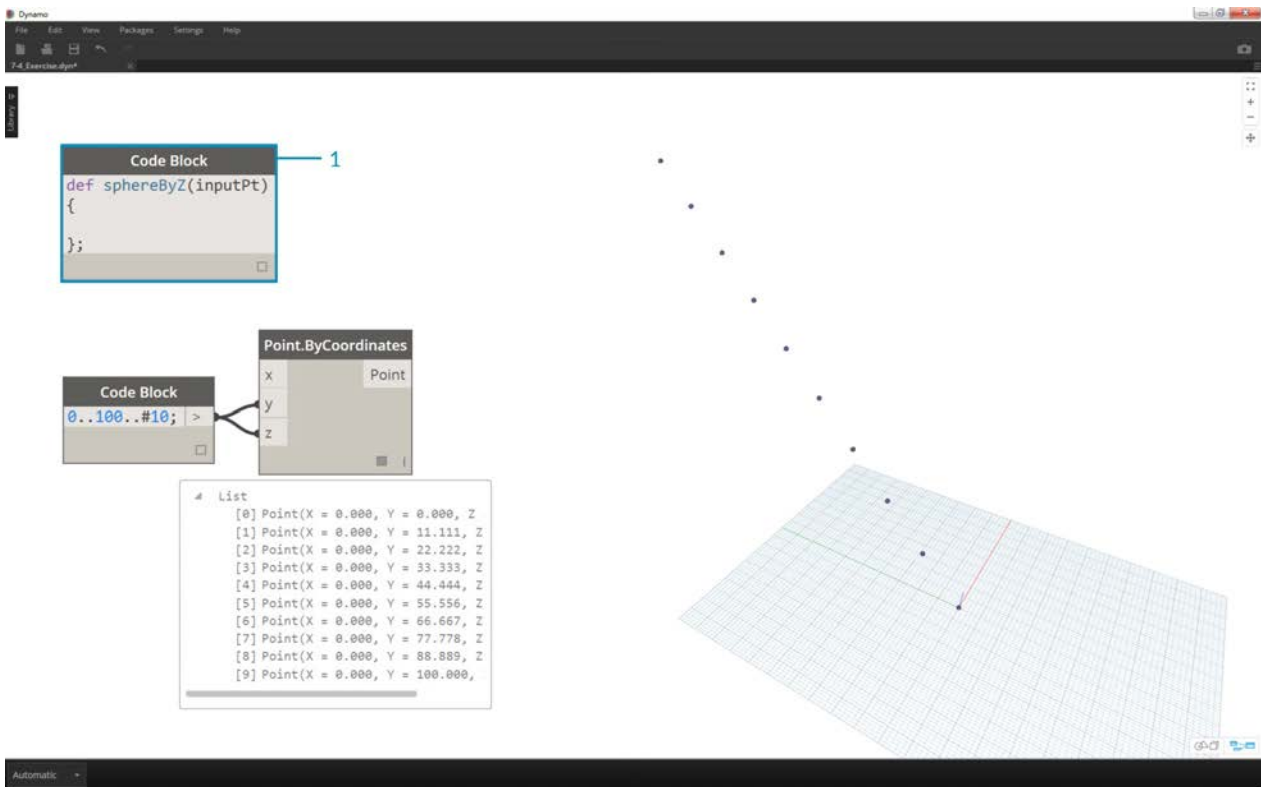 Dynamo
File Edit View Packages Settings Help
7-4_Exercise.dyn*
Library
Code Block
1
def sphereByZ(inputPt)
{
};
Point.ByCoordinates
x Point
y
z
Code Block
0..100..#10; >
List
[0] Point(X = 0.000, Y = 0.000, Z
[1] Point(X = 0.000, Y = 11.111, Z
[2] Point(X = 0.000, Y = 22.222, Z
[3] Point(X = 0.000, Y = 33.333, Z
[4] Point(X = 0.000, Y = 44.444, Z
[5] Point(X = 0.000, Y = 55.556, Z
[6] Point(X = 0.000, Y = 66.667, Z
[7] Point(X = 0.000, Y = 77.778, Z
[8] Point(X = 0.000, Y = 88.889, Z
[9] Point(X = 0.000, Y = 100.000,
Automatic